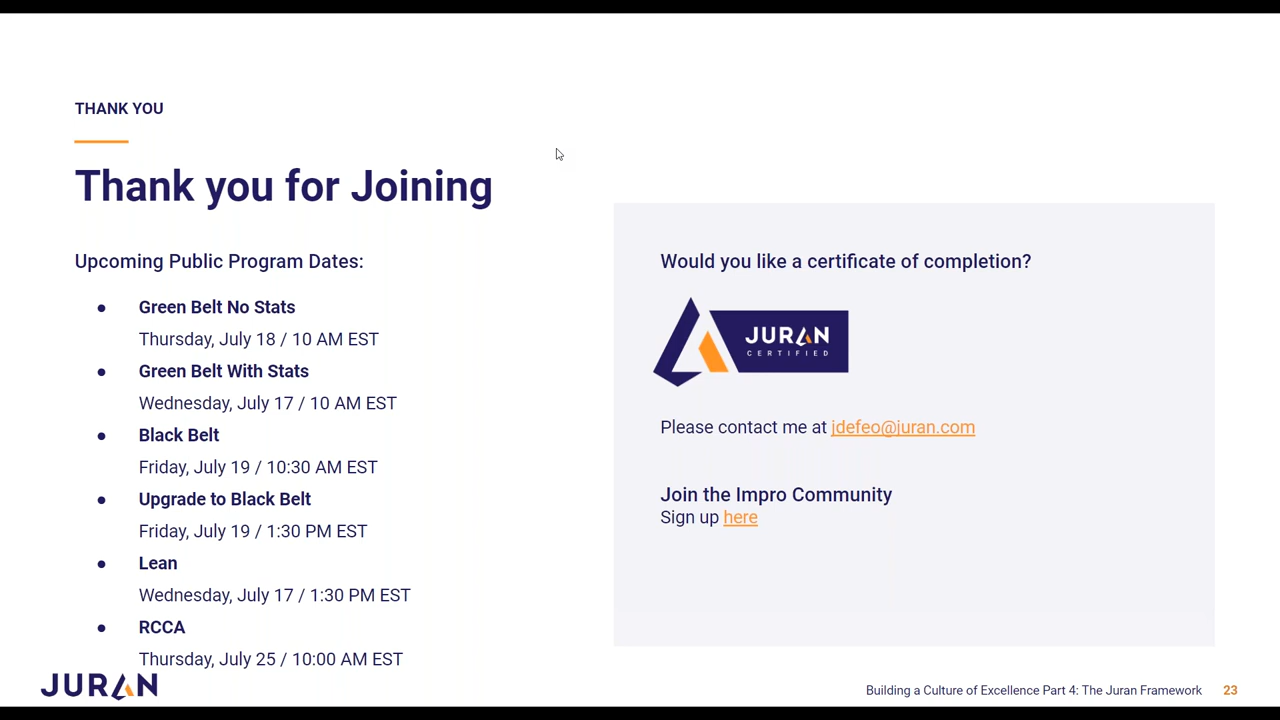 THANK YOU
Thank you for Joining
Upcoming Public Program Dates:
● Green Belt No Stats
Thursday, July 18 / 10 AM EST
● Green Belt With Stats
Wednesday, July 17 / 10 AM EST
● Black Belt
Friday, July 19 / 10:30 AM EST
● Upgrade to Black Belt
Friday, July 19 / 1:30 PM EST
● Lean
Wednesday, July 17 / 1:30 PM EST
● RCCA
Thursday, July 25 / 10:00 AM EST
Would you like a certificate of completion?
JURAN
CERTIFIED
Please contact me at jdefeo@juran.com
Join the Impro Community
Sign up here
JURAN
Building a Culture of Excellence Part 4: The Juran Framework 23